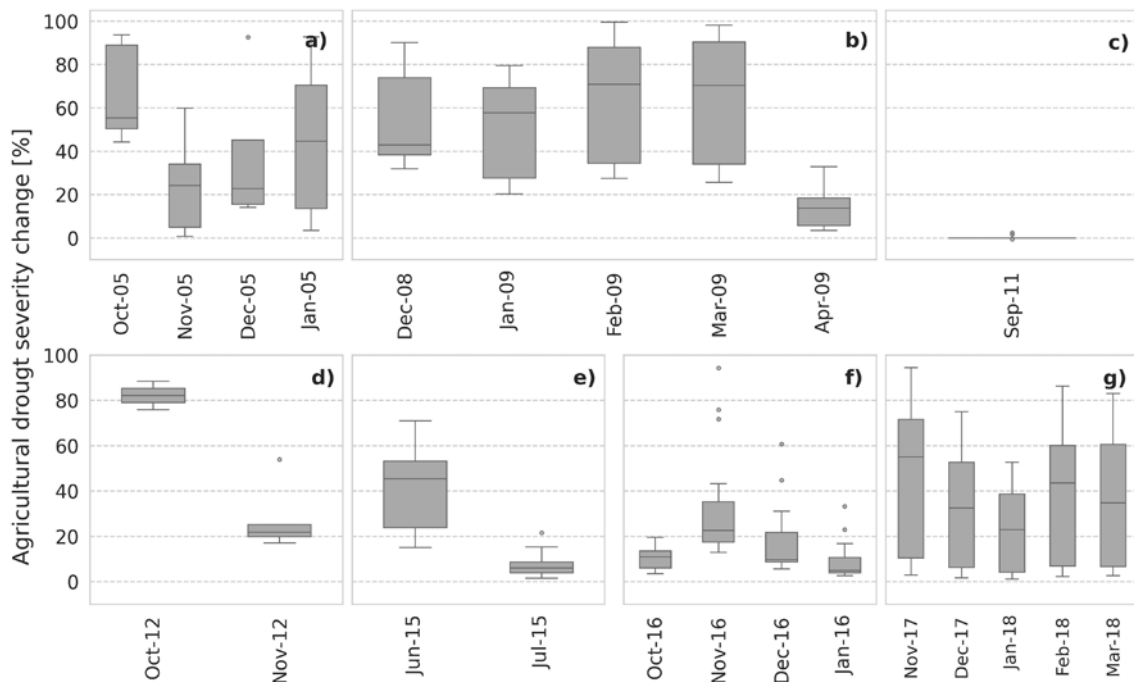 Agricultural drougt severity change [%]
100
80
60
40
20
0
a)
b)
c)
Oct-05
Nov-05
Dec-05
Jan-05
Dec-08
Jan-09
Feb-09
Mar-09
Apr-09
Sep-11
100
80
60
40
20
0
d)
e)
f)
g)
Oct-12
Nov-12
Jun-15
Jul-15
Oct-16
Nov-16
Dec-16
Jan-16
Nov-17
Dec-17
Jan-18
Feb-18
Mar-18